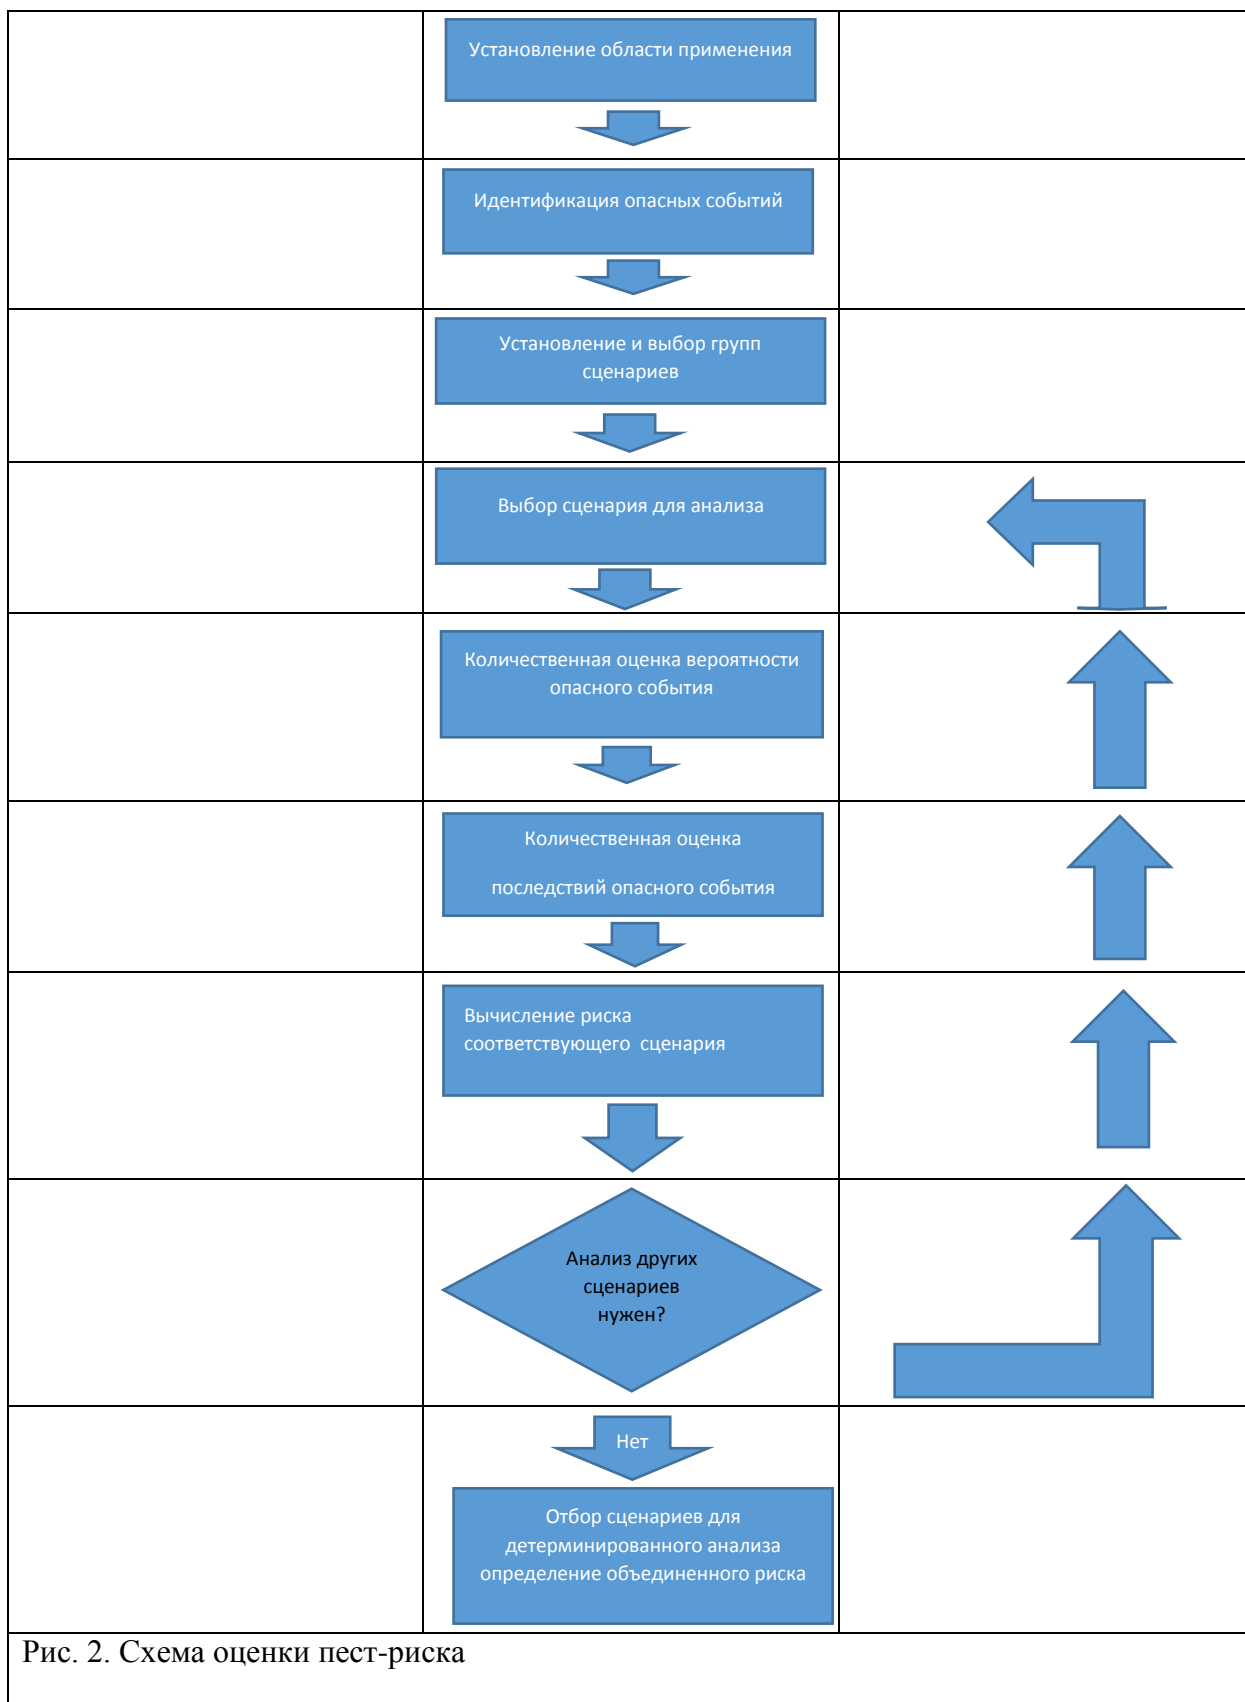 Установление области применения
Идентификация опасных событий
Установление и выбор групп
сценариев
Выбор сценария для анализа
Количественная оценка вероятности
опасного события
Количественная оценка
последствий опасного события
Вычисление риска
соответствующего сценария
Анализ других
сценариев
нужен?
Нет
Отбор сценариев для
детерминированного анализа
определение объединенного риска
Рис. 2. Схема оценки пест-риска